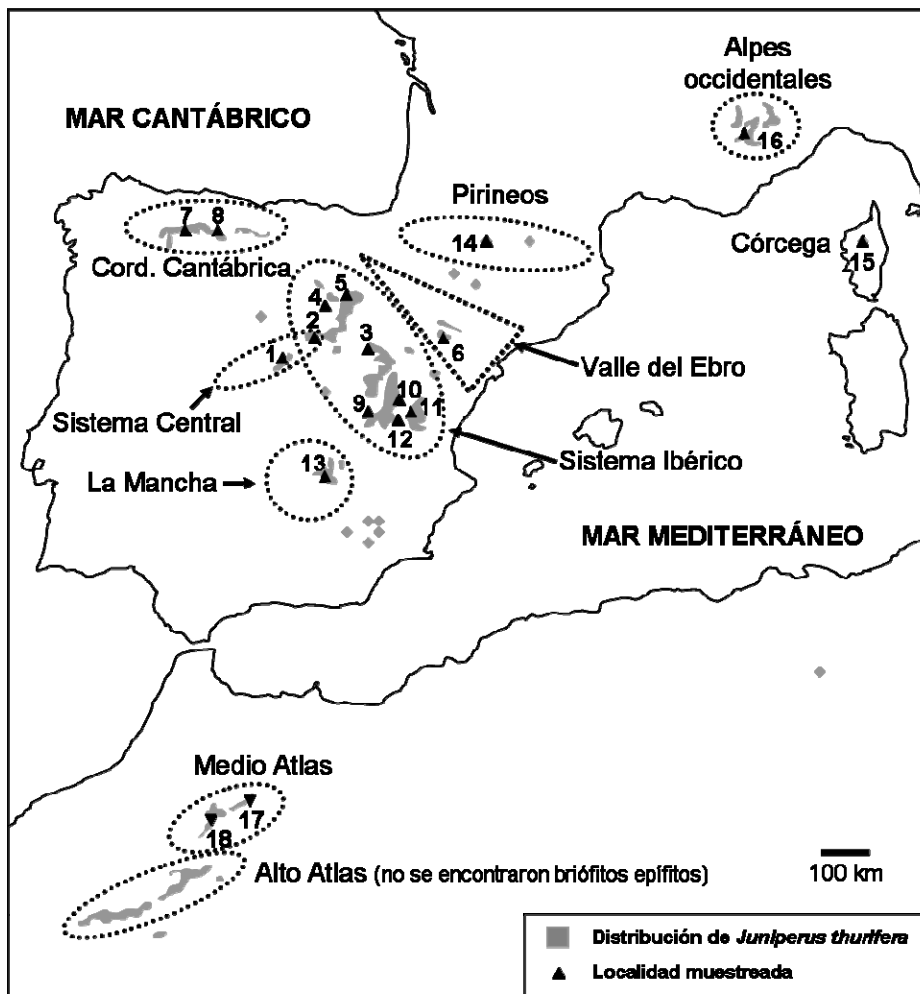 Alpes
occidentales
16
MAR CANTÁBRICO
Pirineos
14
7 8
Cord. Cantábrica
Córcega
15
5
4
2
3
1
6
Valle del Ebro
Sistema Central
10
9
11
12
Sistema Ibérico
13
La Mancha
MAR MEDITERRÁNEO
Medio Atlas
17
18
Alto Atlas (no se encontraron briófitos epífitos)
100 km
Distribución de Juniperus thurifera
Localidad muestreada